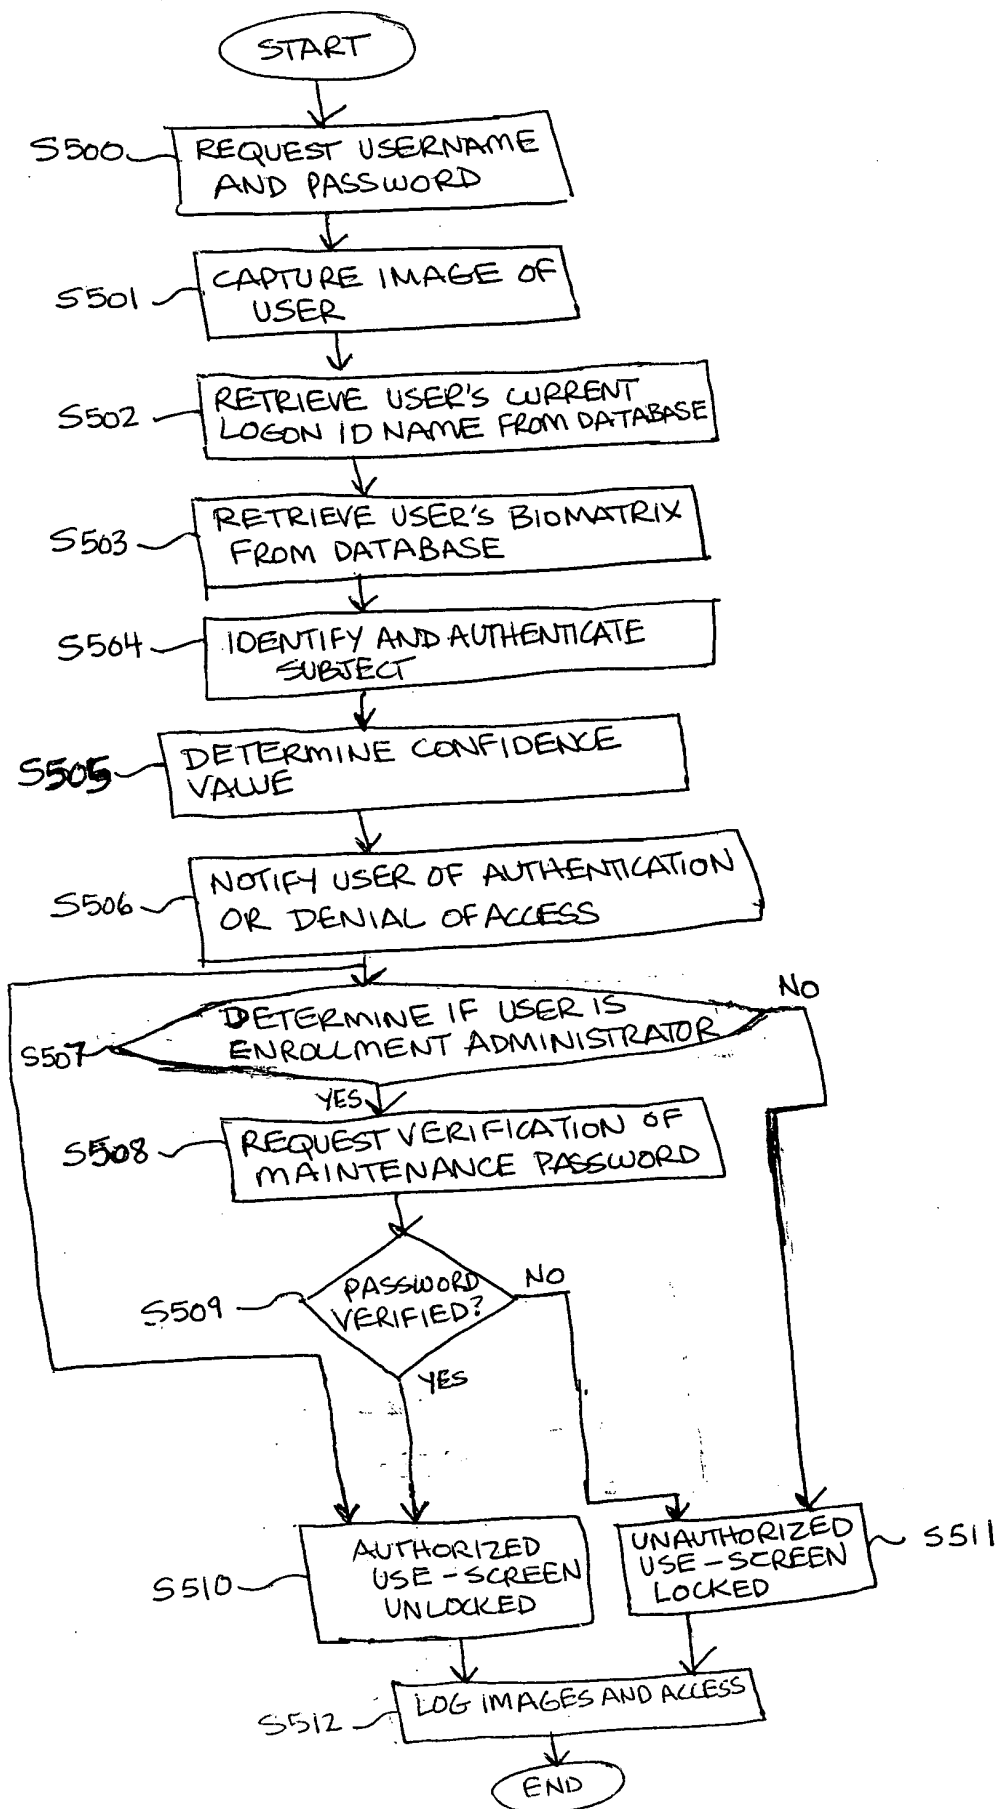 START
S500
REQUEST USERNAME
AND PASSWORD
S501
CAPTURE IMAGE OF
USER
S502
RETRIEVE USER'S CURRENT
LOGON ID NAME FROM DATABASE
S503
RETRIEVE USER'S BIOMATRIX
FROM DATABASE
S504
IDENTIFY AND AUTHENTICATE
SUBJECT
S505
DETERMINE CONFIDENCE
VALUE
S506
NOTIFY USER OF AUTHENTICATION
OR DENIAL OF ACCESS
NO
S507
DETERMINE IF USER IS
ENROLLMENT ADMINISTRATOR
YES
S508
REQUEST VERIFICATION OF
MAINTENANCE PASSWORD
S509
PASSWORD
VERIFIED?
NO
YES
S510
AUTHORIZED
USE-SCREEN
UNLOCKED
UNAUTHORIZED
USE-SCREEN
LOCKED
S511
S512
LOG IMAGES AND ACCESS
END